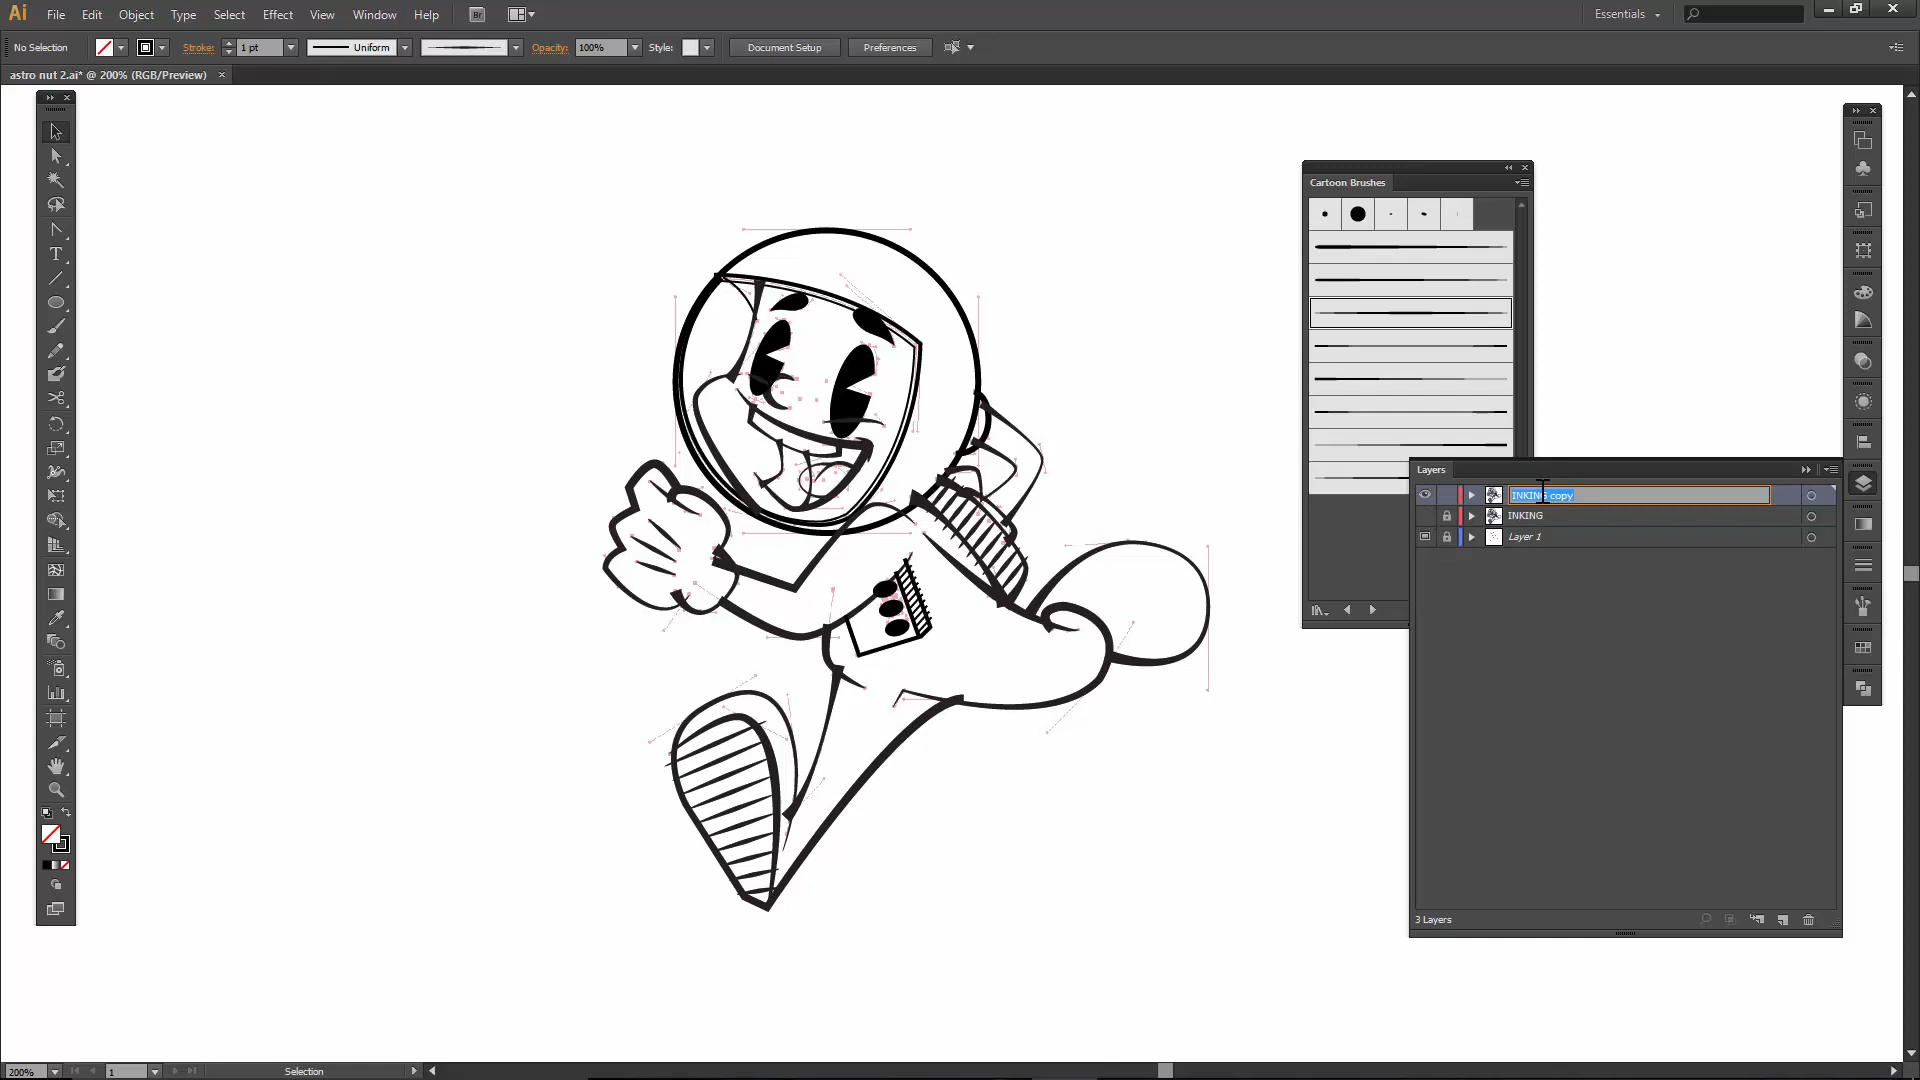 Ai File Edit Object Type Select Effect View Window Help Br Essentials
No Selection Stroke: 1 pt Uniform Opacity: 100% Style: Document Setup Preferences
astro nut 2.ai* @ 200% (RGB/Preview)
Cartoon Brushes
Layers
INKING copy
INKING
Layer 1
3 Layers
200% 1 Selection